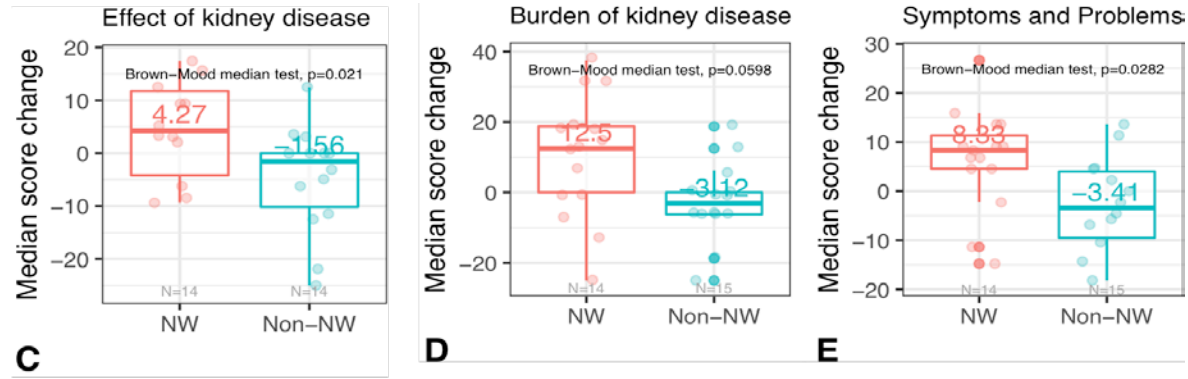 Effect of kidney disease
Median score change
20
10
0
−10
−20
Brown−Mood median test, p=0.021
4.27
−1.56
N=14
N=14
NW
Non−NW
C
Burden of kidney disease
Median score change
40
20
0
−20
Brown−Mood median test, p=0.0598
12.5
−3.12
N=14
N=15
NW
Non−NW
D
Symptoms and Problems
Median score change
30
20
10
0
−10
−20
Brown−Mood median test, p=0.0282
8.33
−3.41
N=14
N=15
NW
Non−NW
E